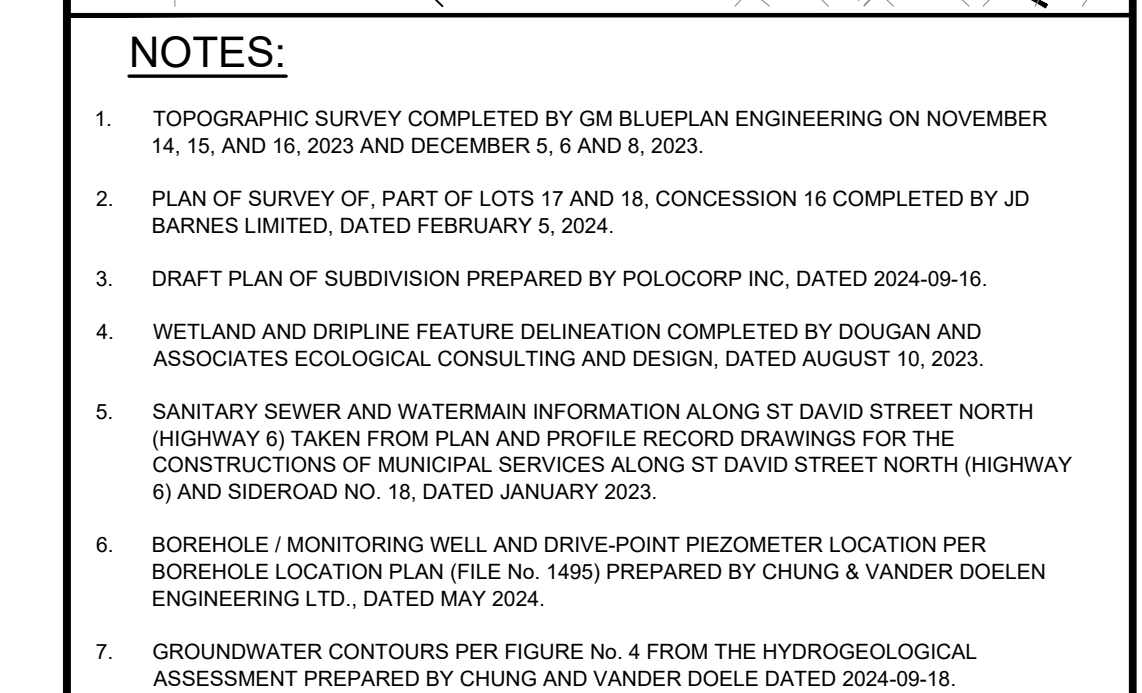 NOTES:
1. TOPOGRAPHIC SURVEY COMPLETED BY GM BLUEPLAN ENGINEERING ON NOVEMBER
14, 15, AND 16, 2023 AND DECEMBER 5, 6 AND 8, 2023.
2. PLAN OF SURVEY OF, PART OF LOTS 17 AND 18, CONCESSION 16 COMPLETED BY JD
BARNES LIMITED, DATED FEBRUARY 5, 2024.
3. DRAFT PLAN OF SUBDIVISION PREPARED BY POLOCORP INC, DATED 2024-09-16.
4. WETLAND AND DRIPLINE FEATURE DELINEATION COMPLETED BY DOUGAN AND
ASSOCIATES ECOLOGICAL CONSULTING AND DESIGN, DATED AUGUST 10, 2023.
5. SANITARY SEWER AND WATERMAIN INFORMATION ALONG ST DAVID STREET NORTH
(HIGHWAY 6) TAKEN FROM PLAN AND PROFILE RECORD DRAWINGS FOR THE
CONSTRUCTIONS OF MUNICIPAL SERVICES ALONG ST DAVID STREET NORTH (HIGHWAY
6) AND SIDEROAD NO. 18, DATED JANUARY 2023.
6. BOREHOLE / MONITORING WELL AND DRIVE-POINT PIEZOMETER LOCATION PER
BOREHOLE LOCATION PLAN (FILE No. 1495) PREPARED BY CHUNG & VANDER DOELEN
ENGINEERING LTD., DATED MAY 2024.
7. GROUNDWATER CONTOURS PER FIGURE No. 4 FROM THE HYDROGEOLOGICAL
ASSESSMENT PREPARED BY CHUNG AND VANDER DOELE DATED 2024-09-18.